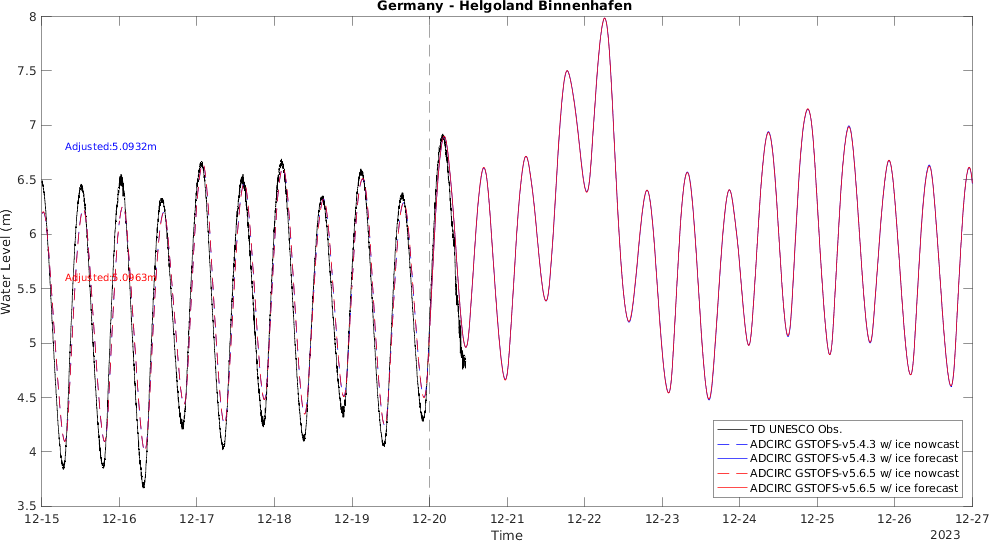 Germany - Helgoland Binnenhafen
8
7.5
7
6.5
6
5.5
5
4.5
4
3.5
Water Level (m)
Adjusted:5.0932m
Adjusted:5.0963m
TD UNESCO Obs.
ADCIRC GSTOFS-v5.4.3 w/ ice nowcast
ADCIRC GSTOFS-v5.4.3 w/ ice forecast
ADCIRC GSTOFS-v5.6.5 w/ ice nowcast
ADCIRC GSTOFS-v5.6.5 w/ ice forecast
12-15 12-16 12-17 12-18 12-19 12-20 12-21 12-22 12-23 12-24 12-25 12-26 12-27
Time
2023